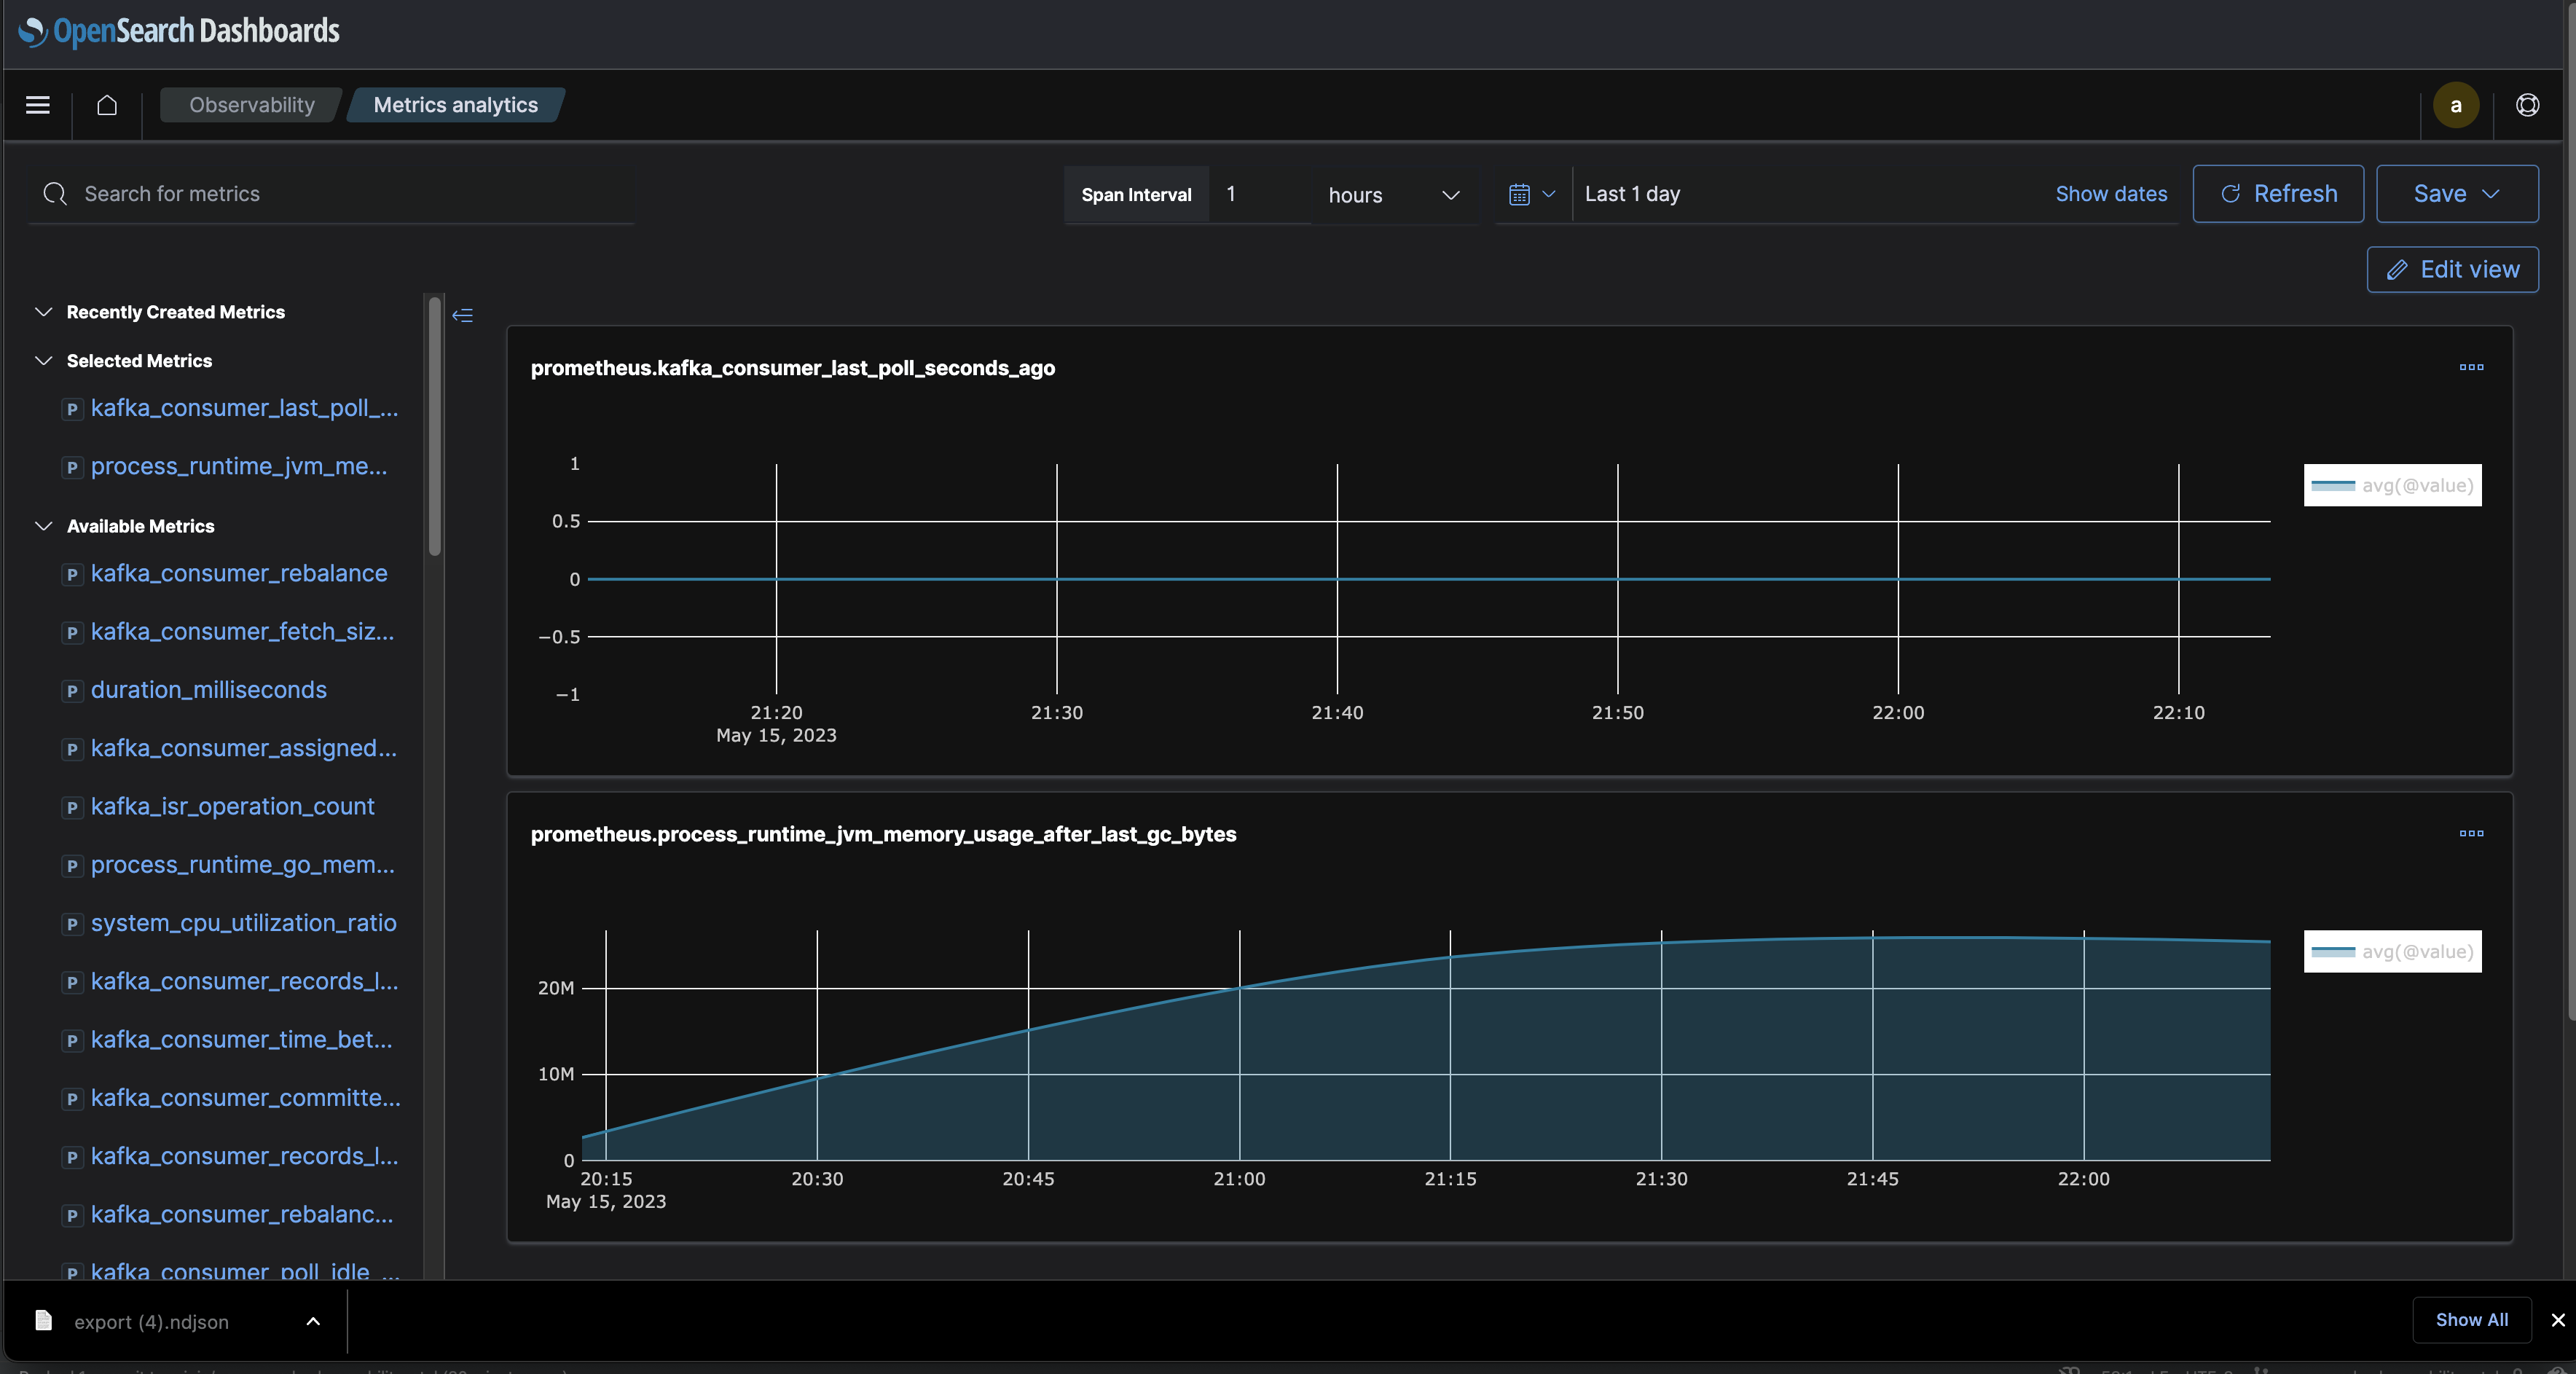 OpenSearch Dashboards
Observability Metrics analytics a
Search for metrics Span Interval 1 hours Last 1 day Show dates Refresh Save
Edit view
Recently Created Metrics
Selected Metrics
P kafka_consumer_last_poll_...
P process_runtime_jvm_me...
Available Metrics
P kafka_consumer_rebalance
P kafka_consumer_fetch_siz...
P duration_milliseconds
P kafka_consumer_assigned...
P kafka_isr_operation_count
P process_runtime_go_mem...
P system_cpu_utilization_ratio
P kafka_consumer_records_l...
P kafka_consumer_time_bet...
P kafka_consumer_committe...
P kafka_consumer_records_l...
P kafka_consumer_rebalanc...
P kafka_consumer_poll_idle_...
prometheus.kafka_consumer_last_poll_seconds_ago
1
0.5
0
−0.5
−1
21:20 21:30 21:40 21:50 22:00 22:10
May 15, 2023
avg(@value)
prometheus.process_runtime_jvm_memory_usage_after_last_gc_bytes
20M
10M
0
20:15 20:30 20:45 21:00 21:15 21:30 21:45 22:00
May 15, 2023
avg(@value)
export (4).ndjson Show All